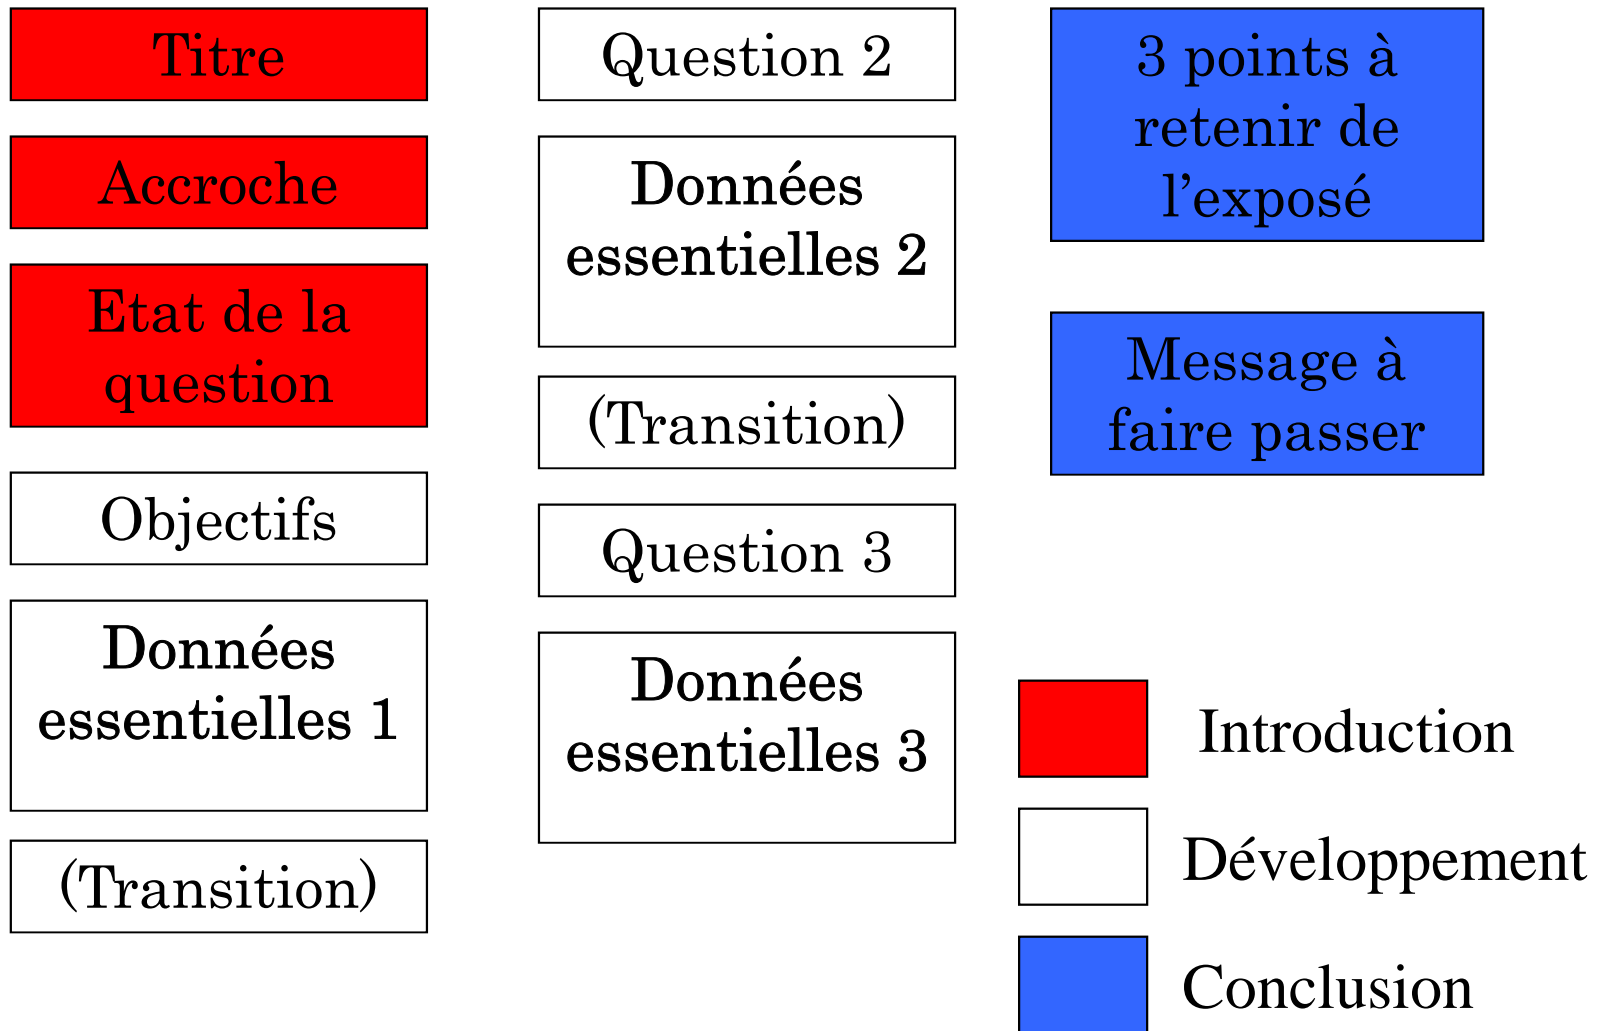 Titre
Accroche
Etat de la
question
Objectifs
Données
essentielles 1
(Transition)
Question 2
Données
essentielles 2
(Transition)
Question 3
Données
essentielles 3
3 points à
retenir de
l’exposé
Message à
faire passer
Introduction
Développement
Conclusion